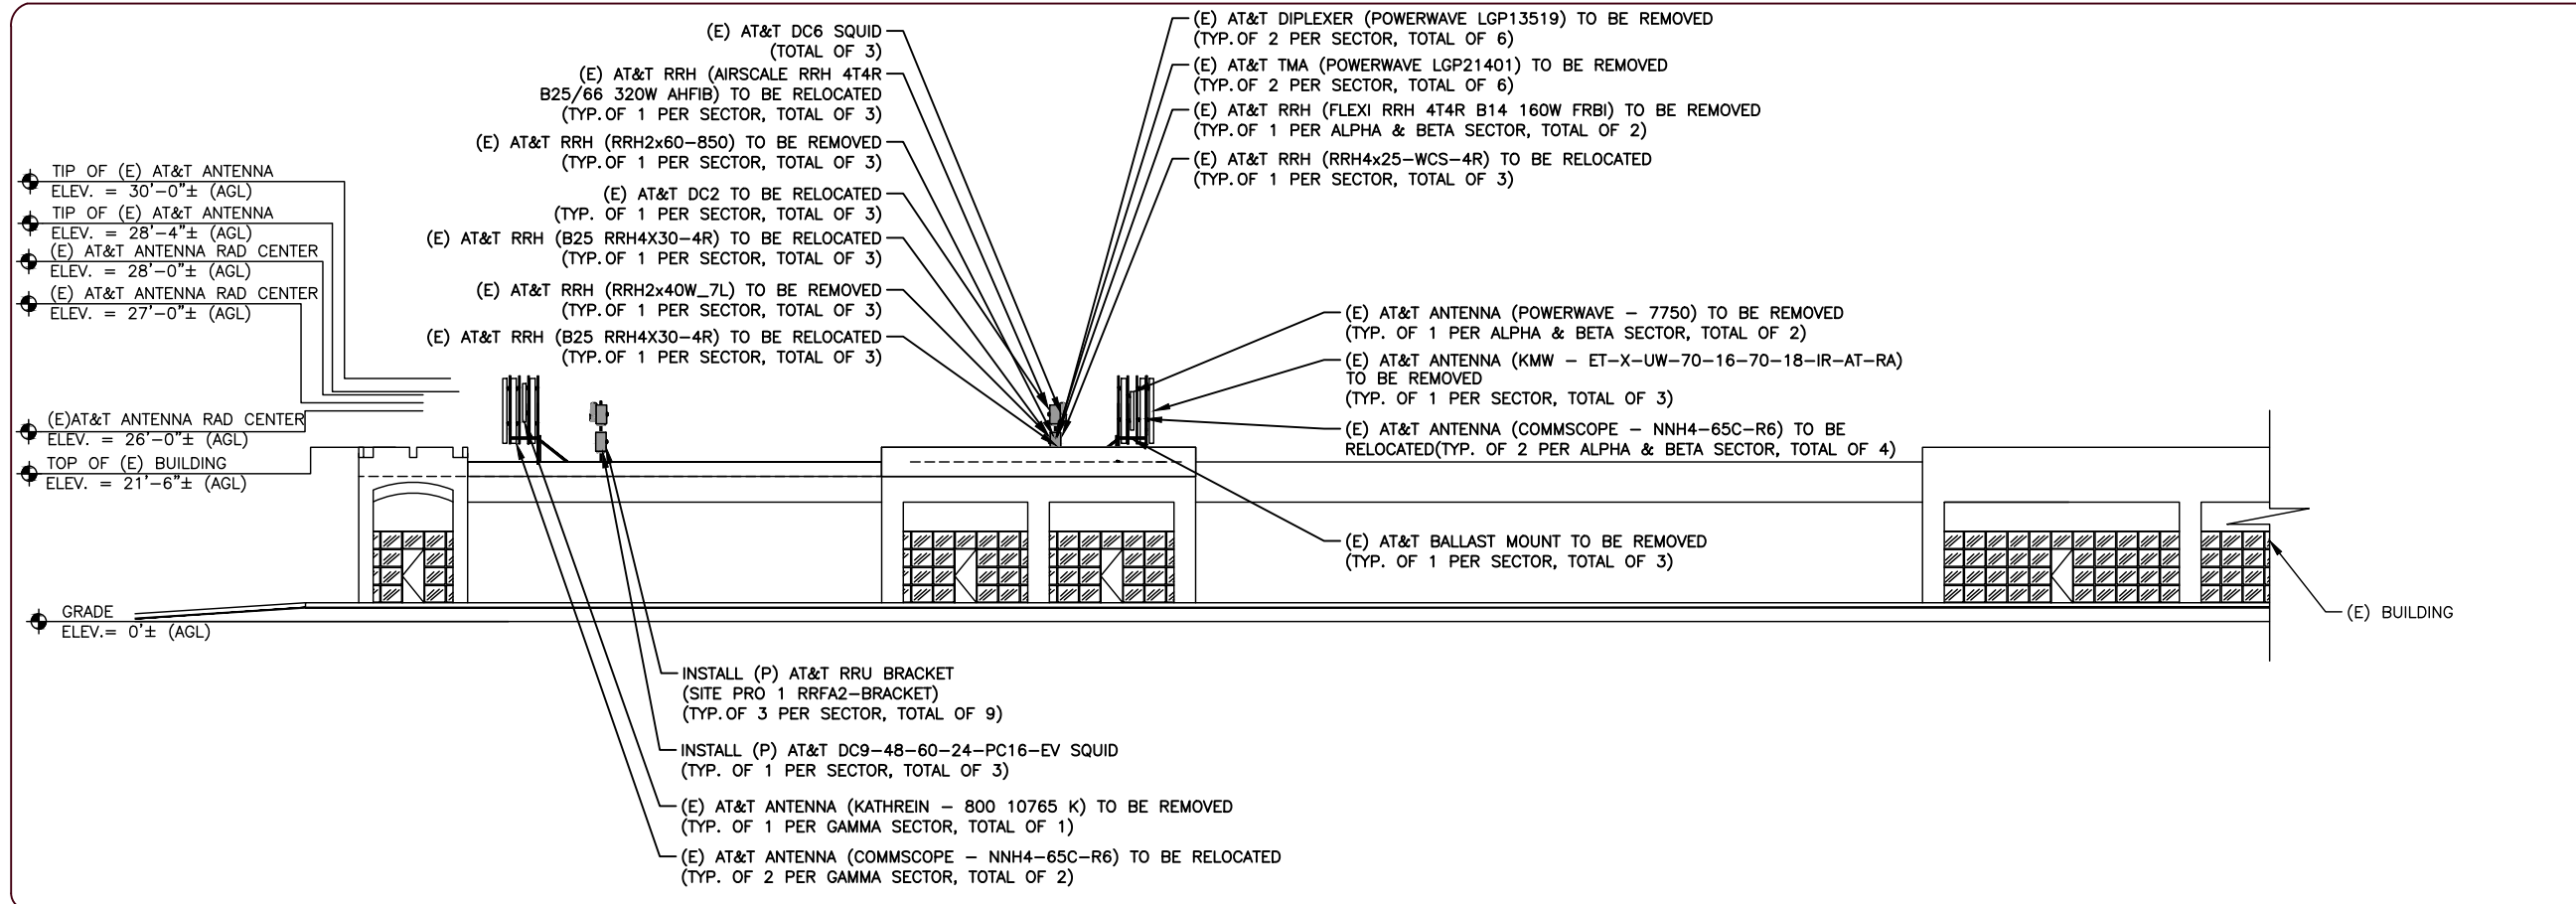 (E) AT&T DC6 SQUID
(TOTAL OF 3)
(E) AT&T RRH (AIRSCALE RRH 4T4R
B25/66 320W AHFIB) TO BE RELOCATED
(TYP.OF 1 PER SECTOR, TOTAL OF 3)
(E) AT&T RRH (RRH2x60-850) TO BE REMOVED
(TYP.OF 1 PER SECTOR, TOTAL OF 3)
(E) AT&T DC2 TO BE RELOCATED
(TYP. OF 1 PER SECTOR, TOTAL OF 3)
(E) AT&T RRH (B25 RRH4X30-4R) TO BE RELOCATED
(TYP.OF 1 PER SECTOR, TOTAL OF 3)
(E) AT&T RRH (RRH2x40W_7L) TO BE REMOVED
(TYP.OF 1 PER SECTOR, TOTAL OF 3)
(E) AT&T RRH (B25 RRH4X30-4R) TO BE RELOCATED
(TYP.OF 1 PER SECTOR, TOTAL OF 3)
(E) AT&T DIPLEXER (POWERWAVE LGP13519) TO BE REMOVED
(TYP.OF 2 PER SECTOR, TOTAL OF 6)
(E) AT&T TMA (POWERWAVE LGP21401) TO BE REMOVED
(TYP.OF 2 PER SECTOR, TOTAL OF 6)
(E) AT&T RRH (FLEXI RRH 4T4R B14 160W FRBI) TO BE REMOVED
(TYP.OF 1 PER ALPHA & BETA SECTOR, TOTAL OF 2)
(E) AT&T RRH (RRH4x25-WCS-4R) TO BE RELOCATED
(TYP.OF 1 PER SECTOR, TOTAL OF 3)
TIP OF (E) AT&T ANTENNA
ELEV. = 30'-0"± (AGL)
TIP OF (E) AT&T ANTENNA
ELEV. = 28'-4"± (AGL)
(E) AT&T ANTENNA RAD CENTER
ELEV. = 28'-0"± (AGL)
(E) AT&T ANTENNA RAD CENTER
ELEV. = 27'-0"± (AGL)
(E)AT&T ANTENNA RAD CENTER
ELEV. = 26'-0"± (AGL)
TOP OF (E) BUILDING
ELEV. = 21'-6"± (AGL)
GRADE
ELEV.= 0'± (AGL)
(E) AT&T ANTENNA (POWERWAVE - 7750) TO BE REMOVED
(TYP. OF 1 PER ALPHA & BETA SECTOR, TOTAL OF 2)
(E) AT&T ANTENNA (KMW - ET-X-UW-70-16-70-18-IR-AT-RA)
TO BE REMOVED
(TYP. OF 1 PER SECTOR, TOTAL OF 3)
(E) AT&T ANTENNA (COMMSCOPE - NNH4-65C-R6) TO BE
RELOCATED(TYP. OF 2 PER ALPHA & BETA SECTOR, TOTAL OF 4)
(E) AT&T BALLAST MOUNT TO BE REMOVED
(TYP. OF 1 PER SECTOR, TOTAL OF 3)
(E) BUILDING
INSTALL (P) AT&T RRU BRACKET
(SITE PRO 1 RRFA2-BRACKET)
(TYP.OF 3 PER SECTOR, TOTAL OF 9)
INSTALL (P) AT&T DC9-48-60-24-PC16-EV SQUID
(TYP. OF 1 PER SECTOR, TOTAL OF 3)
(E) AT&T ANTENNA (KATHREIN - 800 10765 K) TO BE REMOVED
(TYP. OF 1 PER GAMMA SECTOR, TOTAL OF 1)
(E) AT&T ANTENNA (COMMSCOPE - NNH4-65C-R6) TO BE RELOCATED
(TYP. OF 2 PER GAMMA SECTOR, TOTAL OF 2)